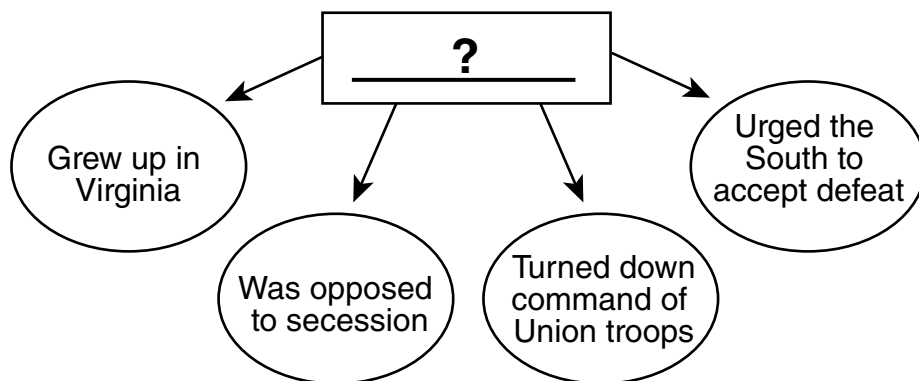 ?
Grew up in
Virginia
Was opposed
to secession
Turned down
command of
Union troops
Urged the
South to
accept defeat